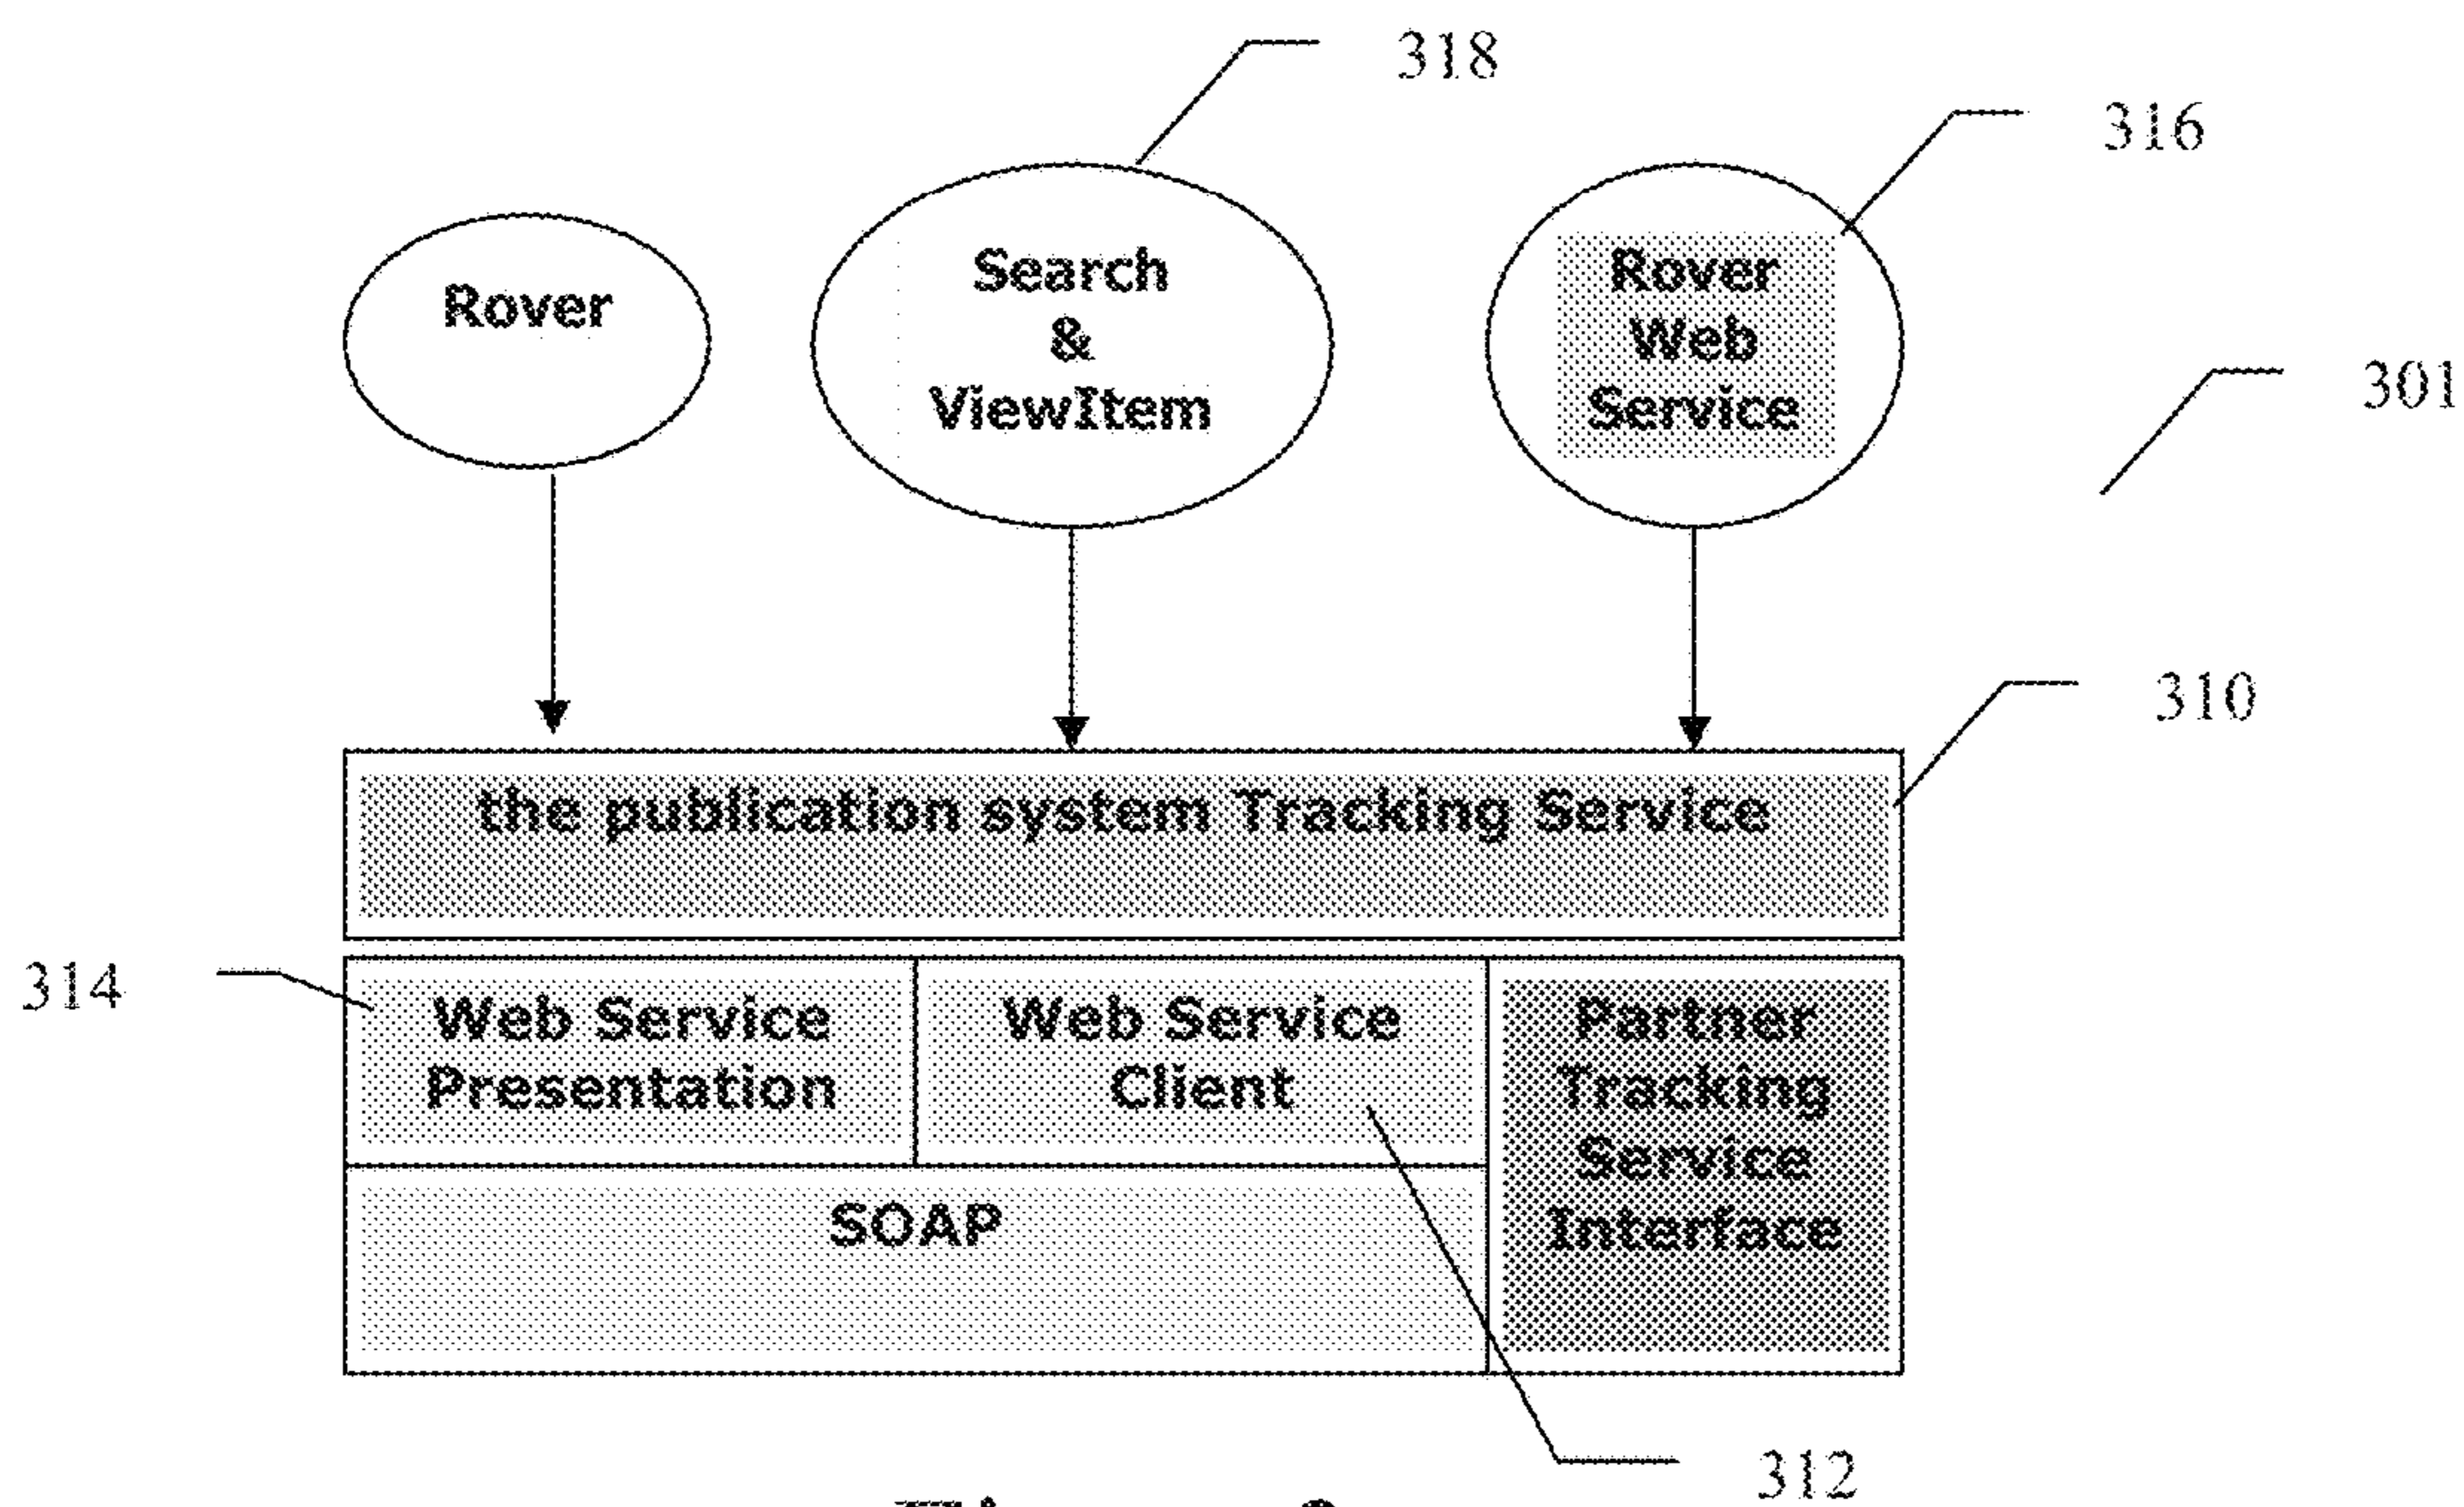 318
316
Rover
Search
&
ViewItem
Rover
Web
Service
301
310
the publication system Tracking Service
314
Web Service
Presentation
Web Service
Client
Partner
Tracking
Service
Interface
SOAP
312